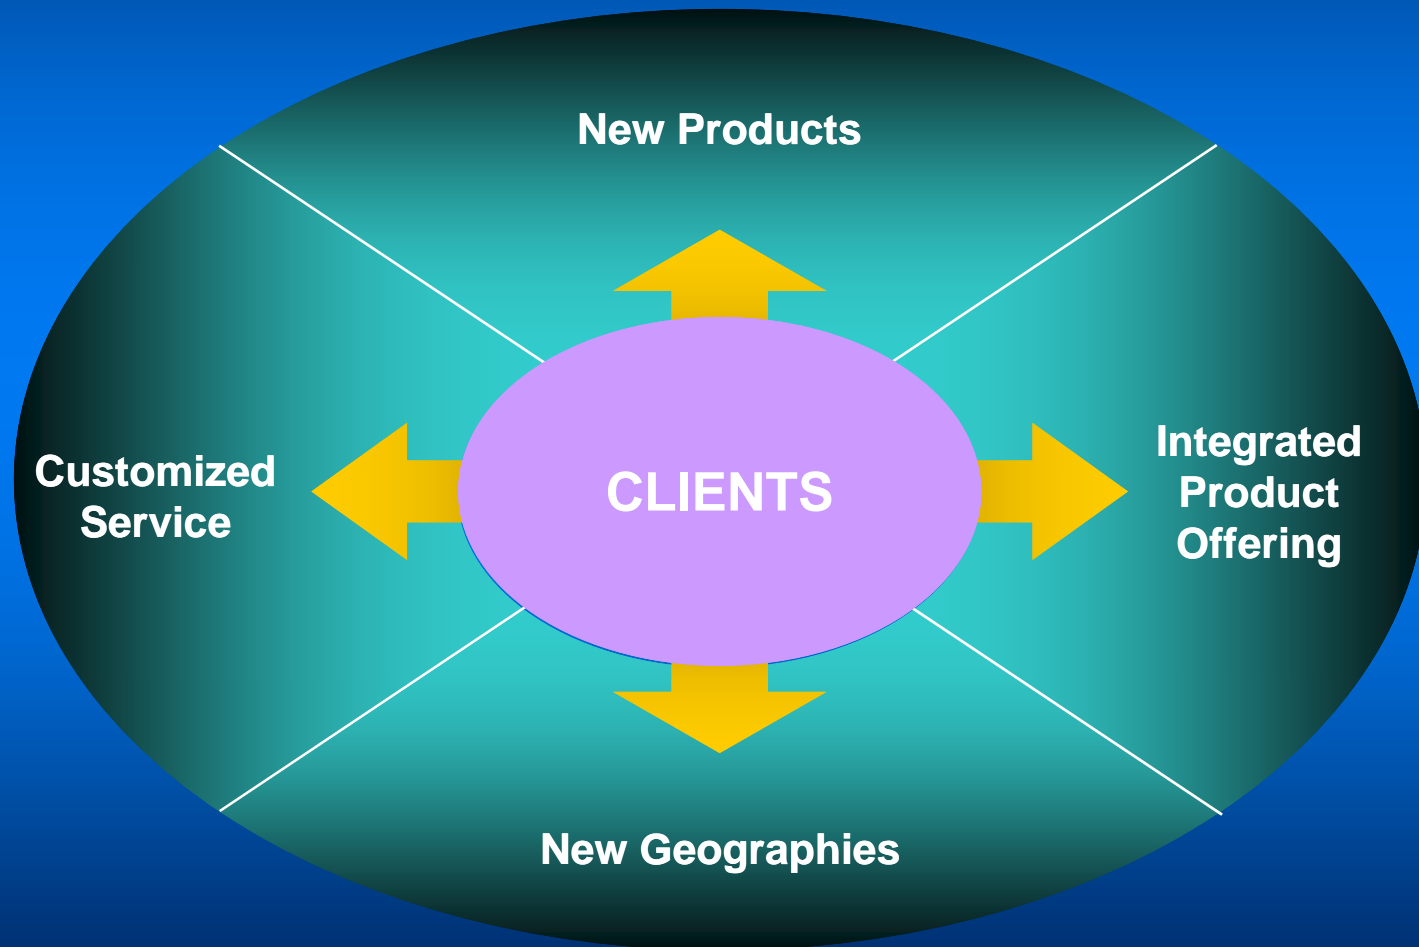 New Products
Customized
Service
CLIENTS
Integrated
Product
Offering
New Geographies